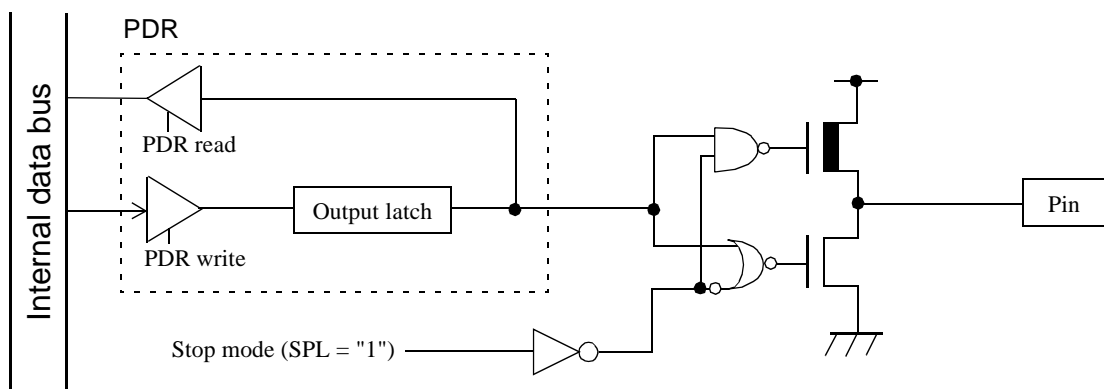 Internal data bus
PDR
PDR read
Output latch
PDR write
Pin
Stop mode (SPL = "1")